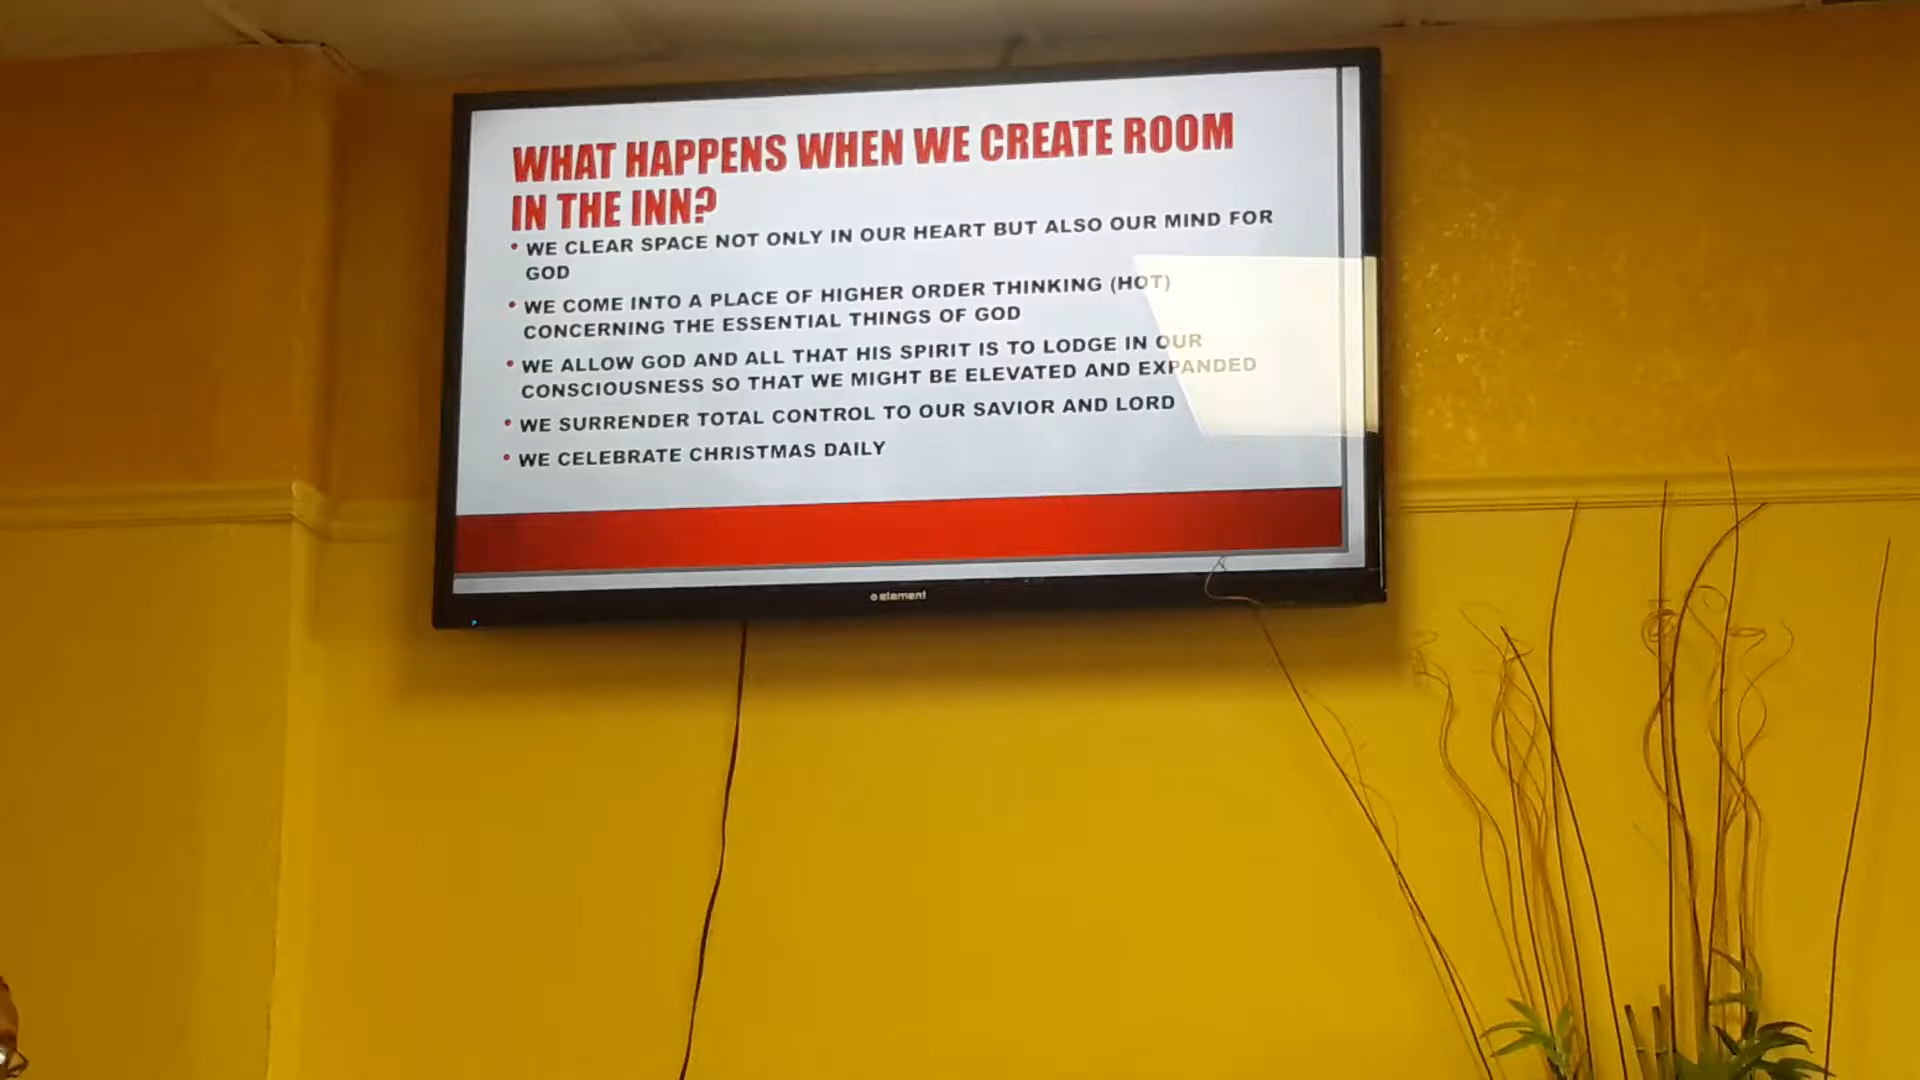 WHAT HAPPENS WHEN WE CREATE ROOM
IN THE INN?
• WE CLEAR SPACE NOT ONLY IN OUR HEART BUT ALSO OUR MIND FOR
GOD
• WE COME INTO A PLACE OF HIGHER ORDER THINKING (HOT)
CONCERNING THE ESSENTIAL THINGS OF GOD
• WE ALLOW GOD AND ALL THAT HIS SPIRIT IS TO LODGE IN OUR
CONSCIOUSNESS SO THAT WE MIGHT BE ELEVATED AND EXPANDED
• WE SURRENDER TOTAL CONTROL TO OUR SAVIOR AND LORD
• WE CELEBRATE CHRISTMAS DAILY
element